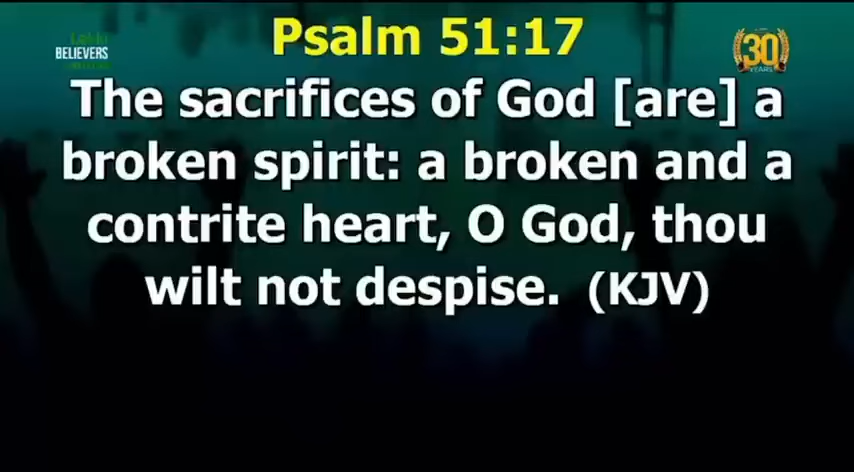 Psalm 51:17
BELIEVERS
30
YEARS
The sacrifices of God [are] a
broken spirit: a broken and a
contrite heart, O God, thou
wilt not despise. (KJV)